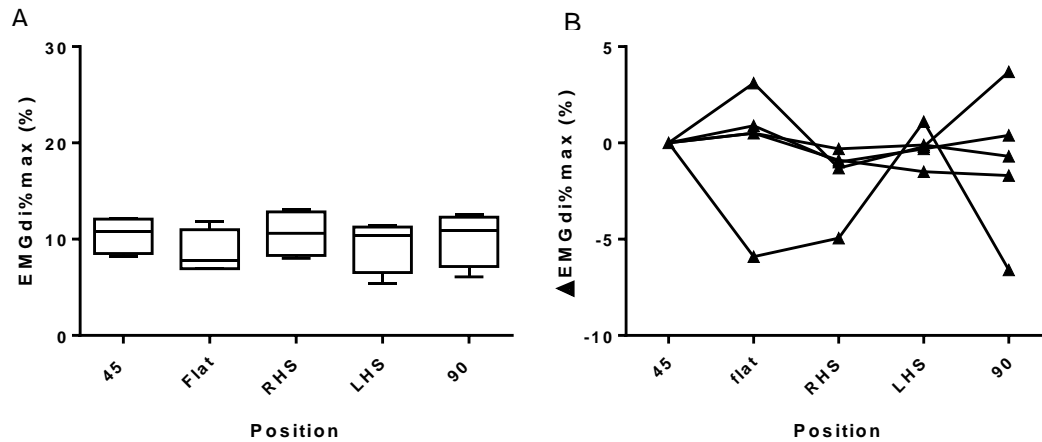 A
EMGdi%max (%)
30
20
10
0
45
Flat
RHS
LHS
90
Position
B
▲EMGdi%max (%)
5
0
-5
-10
45
flat
RHS
LHS
90
Position